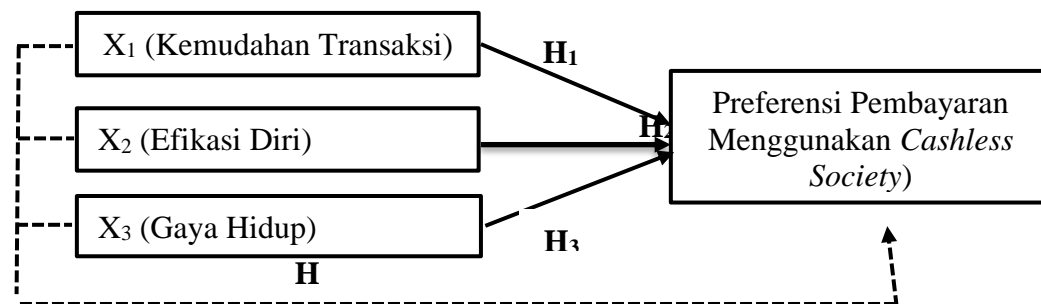 X₁ (Kemudahan Transaksi)
H₁
Preferensi Pembayaran
Menggunakan Cashless
Society)
X₂ (Efikasi Diri)
H₂
X₃ (Gaya Hidup)
H₃
H